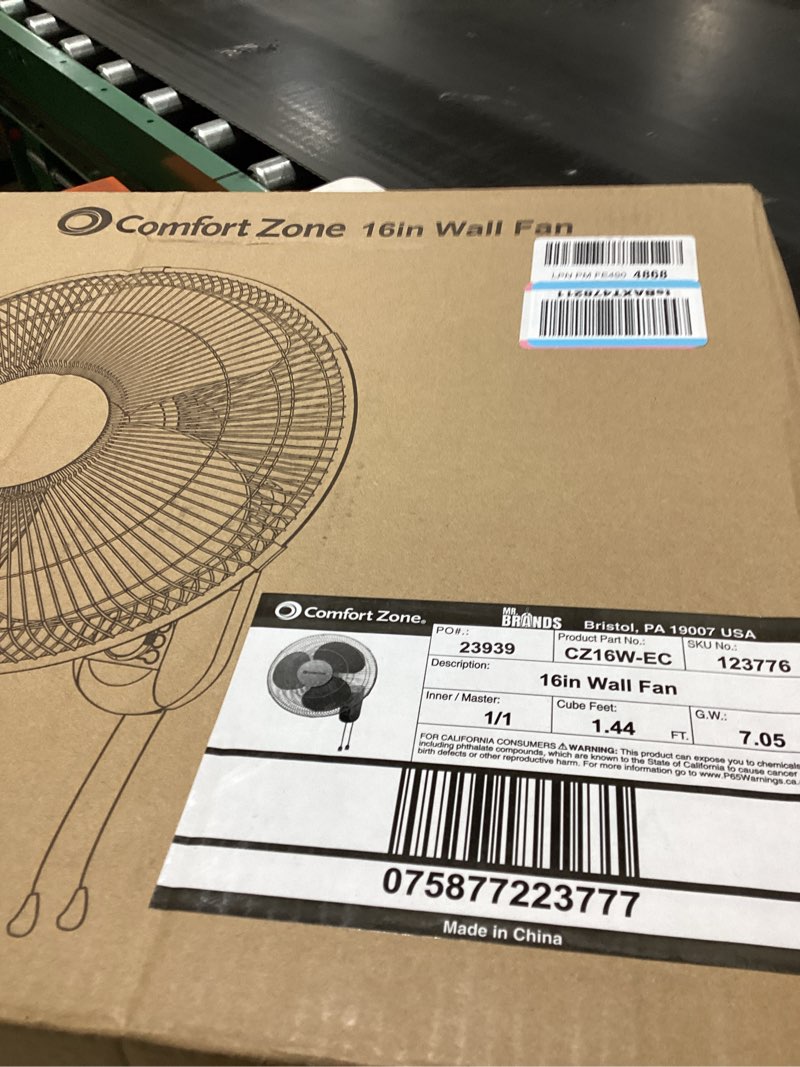 Comfort Zone 16in Wall Fan
4868
Comfort Zone®
MR. BRANDS
Bristol, PA 19007 USA
PO#.:
23939
Product Part No.:
CZ16W-EC
SKU No.:
123776
Description:
16in Wall Fan
Inner / Master:
1/1
Cube Feet:
1.44 FT.
G.W.:
7.05
FOR CALIFORNIA CONSUMERS ⚠ WARNING: This product can expose you to chemicals
including phthalate compounds, which are known to the State of California to cause cancer
birth defects or other reproductive harm. For more information go to www.P65Warnings.ca.
075877223777
Made in China